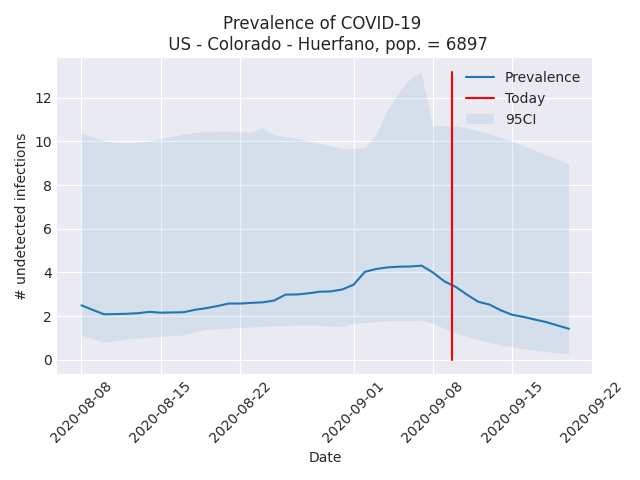 Prevalence of COVID-19
US - Colorado - Huerfano, pop. = 6897
Prevalence
Today
95CI
# undetected infections
12
10
8
6
4
2
0
2020-08-08
2020-08-15
2020-08-22
2020-09-01
2020-09-08
2020-09-15
2020-09-22
Date